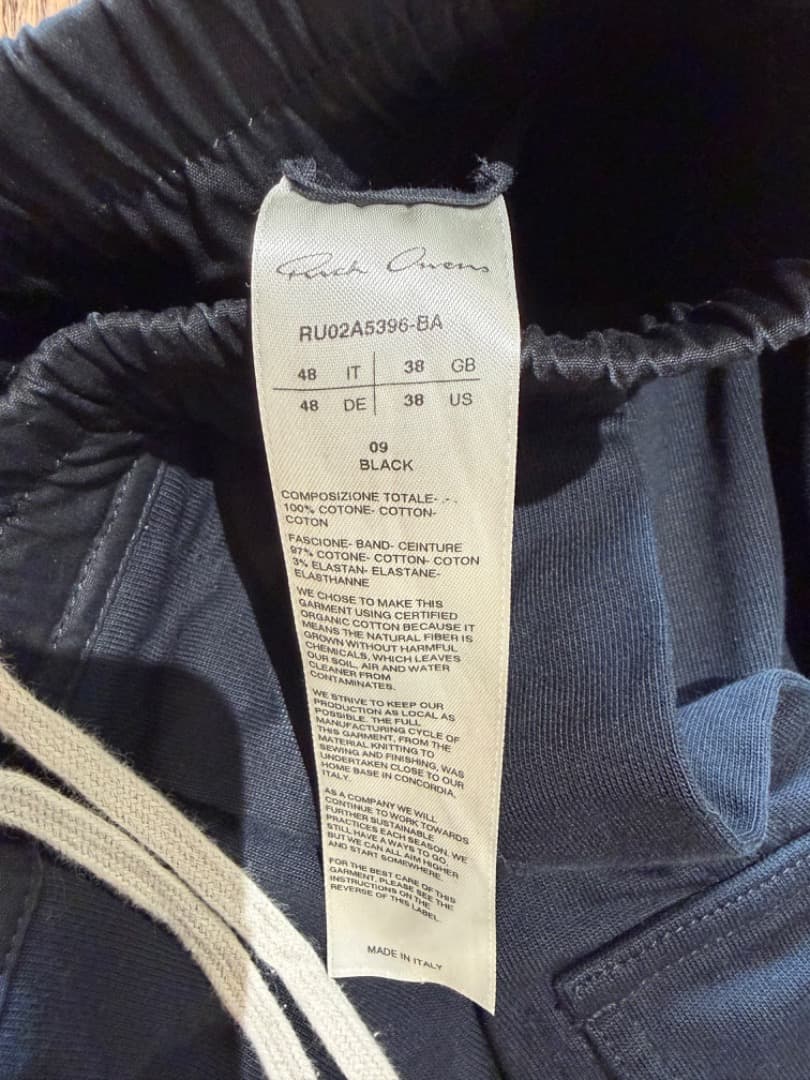 Rick Owens
RU02A5396-BA
48 IT 38 GB
48 DE 38 US
09
BLACK
COMPOSIZIONE TOTALE- . - .
100% COTONE- COTTON-
COTON
FASCIONE- BAND- CEINTURE
97% COTONE- COTTON- COTON
3% ELASTAN- ELASTANE-
ELASTHANNE
WE CHOSE TO MAKE THIS
GARMENT USING CERTIFIED
ORGANIC COTTON BECAUSE IT
MEANS THE NATURAL FIBER IS
GROWN WITHOUT HARMFUL
CHEMICALS, WHICH LEAVES
OUR SOIL, AIR AND WATER
CLEANER FROM
CONTAMINATES.
WE STRIVE TO KEEP OUR
PRODUCTION AS LOCAL AS
POSSIBLE. THE FULL
MANUFACTURING CYCLE OF
THIS GARMENT, FROM THE
MATERIAL KNITTING TO
SEWING AND FINISHING, WAS
UNDERTAKEN CLOSE TO OUR
HOME BASE IN CONCORDIA,
ITALY.
AS A COMPANY WE WILL
CONTINUE TO WORK TOWARDS
FURTHER SUSTAINABLE
PRACTICES EACH SEASON. WE
STILL HAVE A WAYS TO GO,
BUT WE CAN ALL AIM HIGHER
AND START SOMEWHERE.
FOR THE BEST CARE OF THIS
GARMENT, PLEASE SEE THE
INSTRUCTIONS ON THE
REVERSE OF THIS LABEL.
MADE IN ITALY